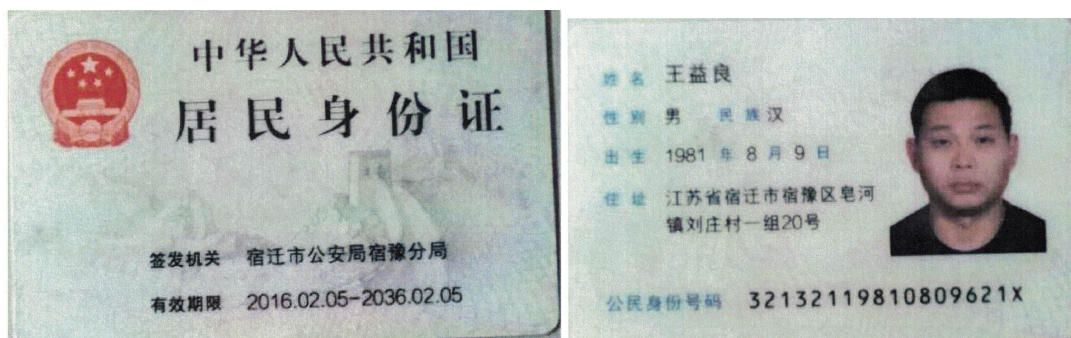 中华人民共和国
居民身份证
签发机关 宿迁市公安局宿豫分局
有效期限 2016.02.05-2036.02.05
姓名 王益良
性别 男 民族 汉
出生 1981 年 8 月 9 日
住址 江苏省宿迁市宿豫区皂河
镇刘庄村一组20号
公民身份号码 32132119810809621X